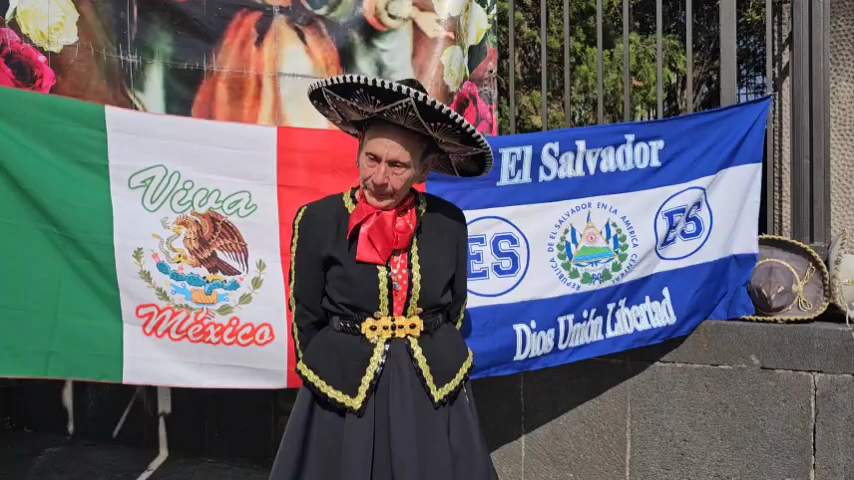 Viva
México
El Salvador
ES
REPUBLICA DE EL SALVADOR EN LA AMERICA CENTRAL
ES
Dios Unión Libertad